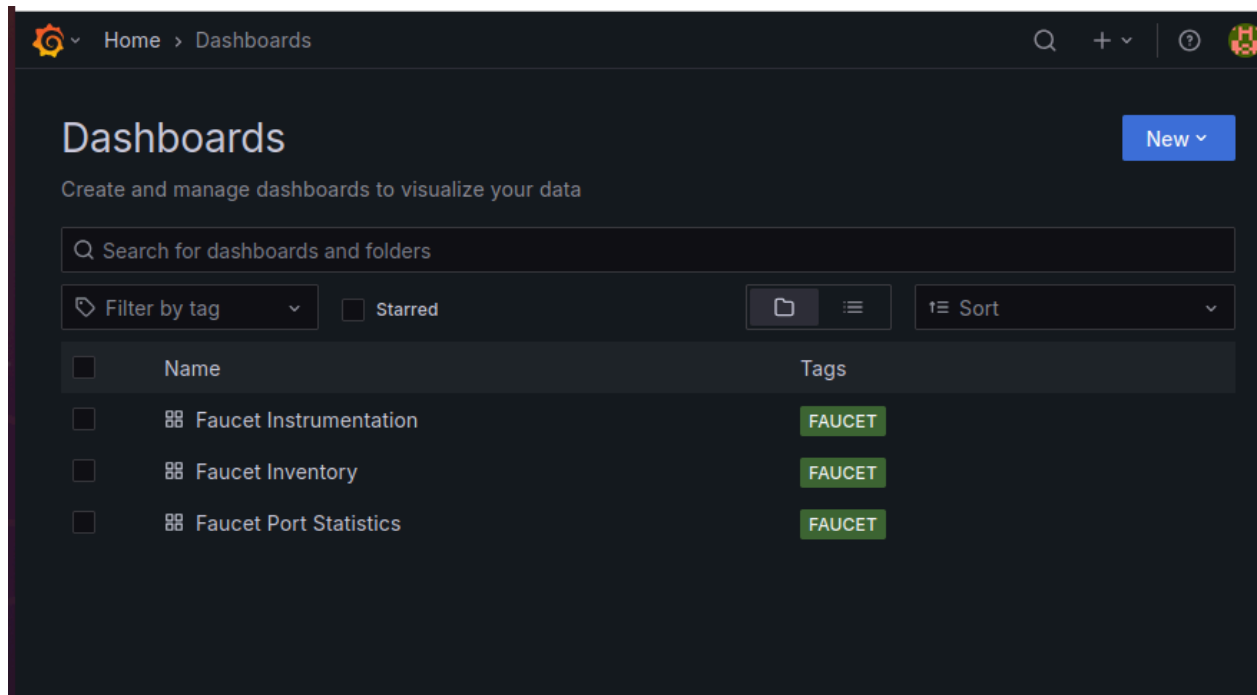 Home › Dashboards
Dashboards
New
Create and manage dashboards to visualize your data
Search for dashboards and folders
Filter by tag
Starred
Sort
Name Tags
Faucet Instrumentation FAUCET
Faucet Inventory FAUCET
Faucet Port Statistics FAUCET